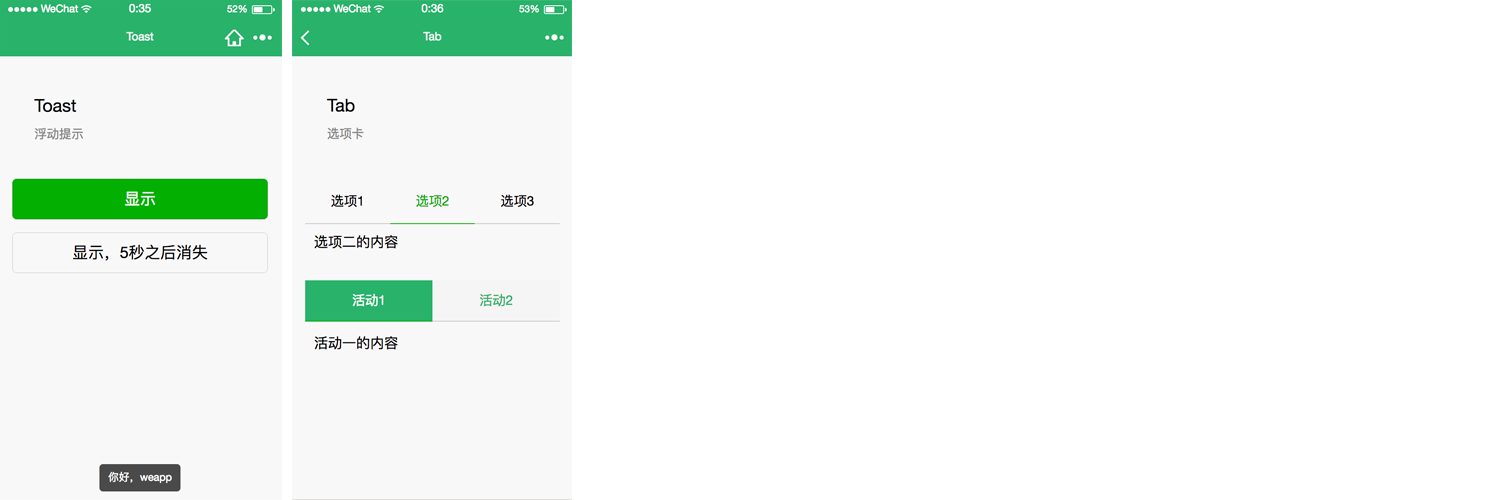 WeChat 0:35 52%
Toast
Toast
浮动提示
显示
显示，5秒之后消失
你好，weapp
WeChat 0:36 53%
Tab
Tab
选项卡
选项1 选项2 选项3
选项二的内容
活动1 活动2
活动一的内容